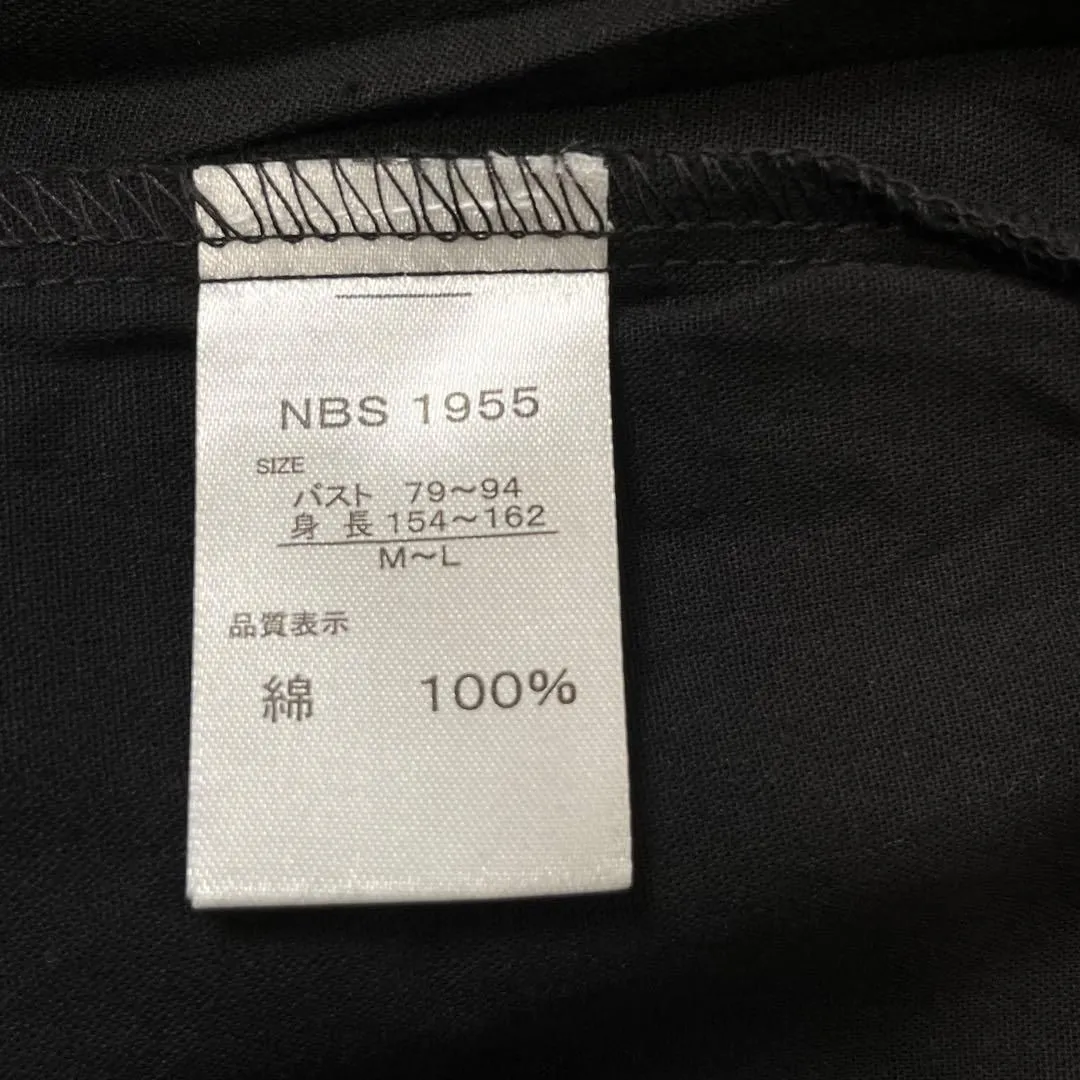 NBS 1955
SIZE
バスト 79〜94
身 長 154〜162
M〜L
品質表示
綿 100%